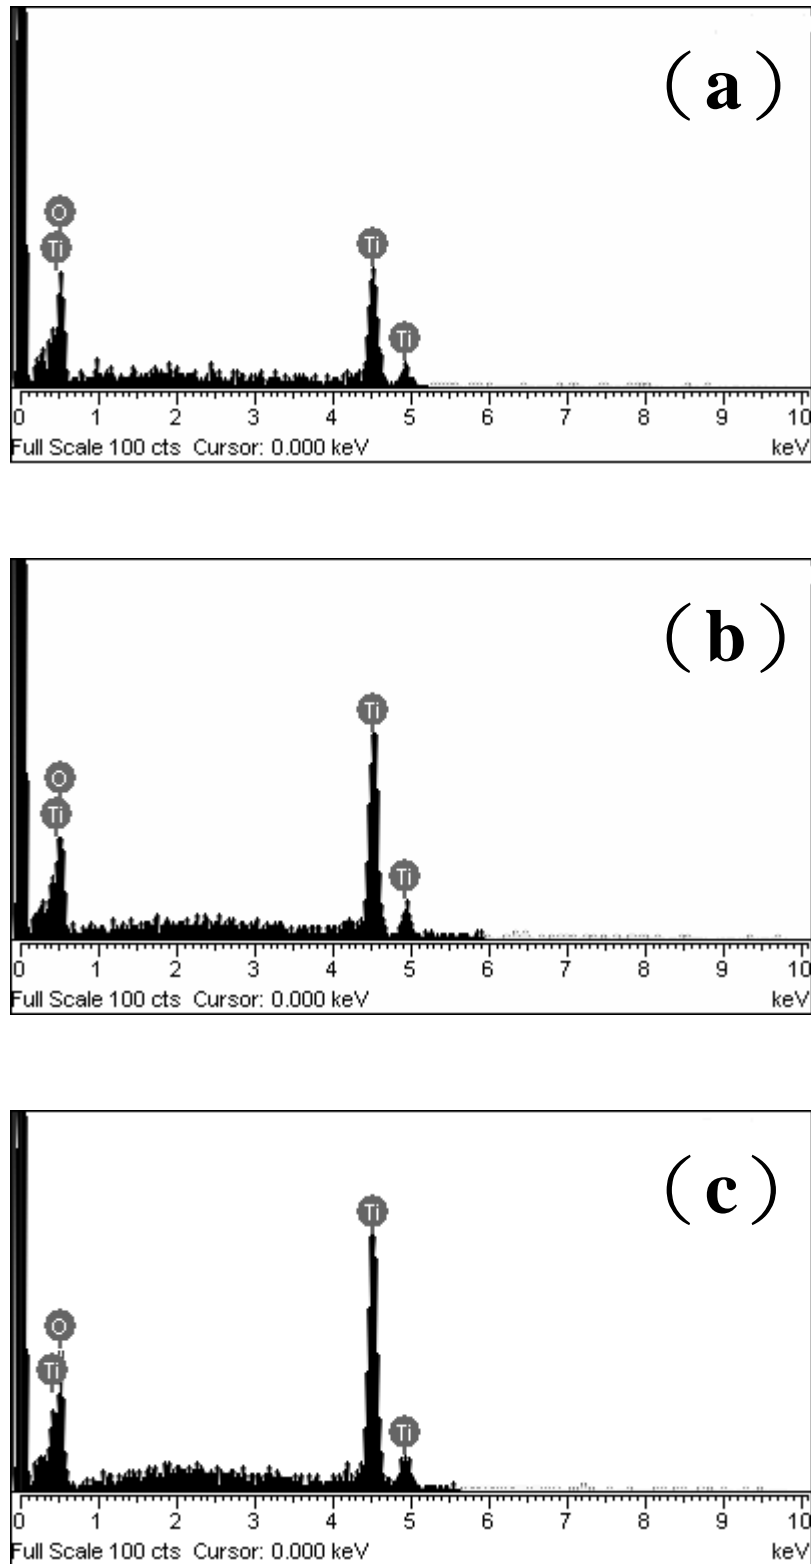 (a)
O
Ti
Ti
Ti
0 1 2 3 4 5 6 7 8 9 10
Full Scale 100 cts Cursor: 0.000 keV keV
(b)
Ti
O
Ti
Ti
0 1 2 3 4 5 6 7 8 9 10
Full Scale 100 cts Cursor: 0.000 keV keV
(c)
Ti
O
Ti
Ti
0 1 2 3 4 5 6 7 8 9 10
Full Scale 100 cts Cursor: 0.000 keV keV